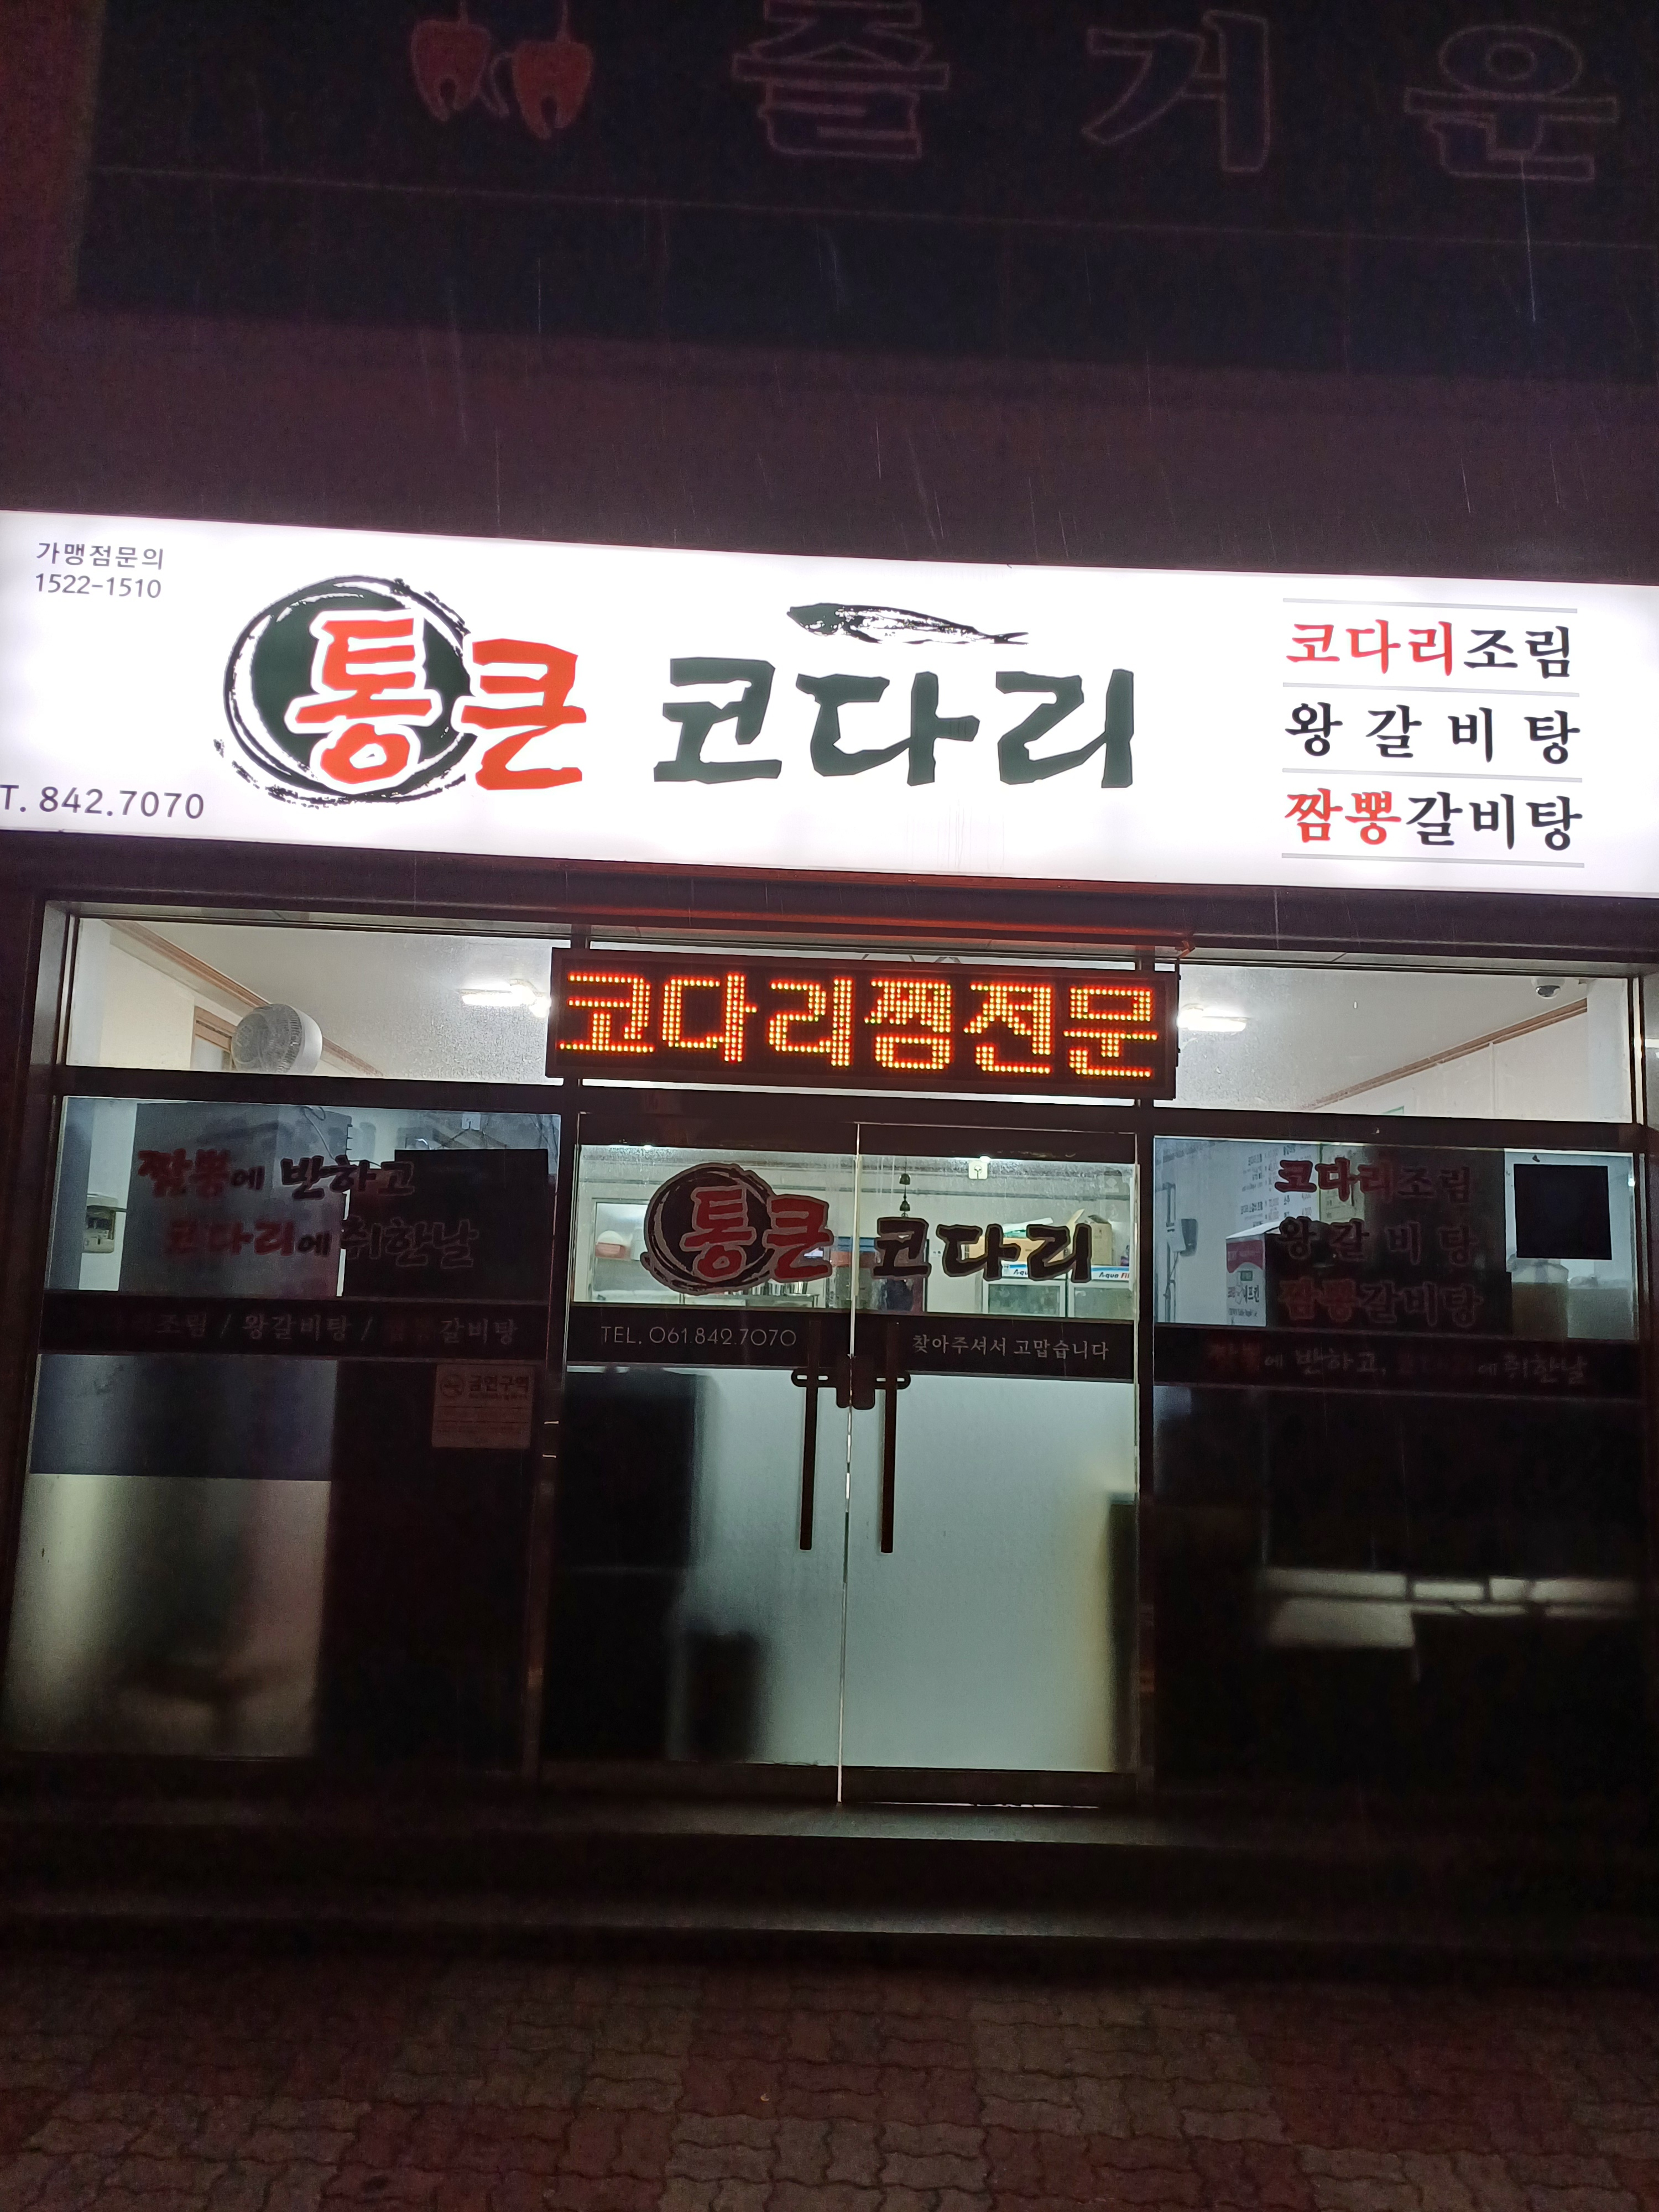 즐거운
가맹점문의
1522-1510
통큰 코다리
T. 842.7070
코다리조림
왕갈비탕
짬뽕갈비탕
코다리찜전문
짬뽕에 반하고
코다리에 취한날
조림 / 왕갈비탕 / 갈비탕
금연구역
통큰 코다리
TEL. 061 842.7070
찾아주셔서 고맙습니다
코다리조림
왕갈비탕
짬뽕갈비탕
짬뽕에 반하고, 에 취한날